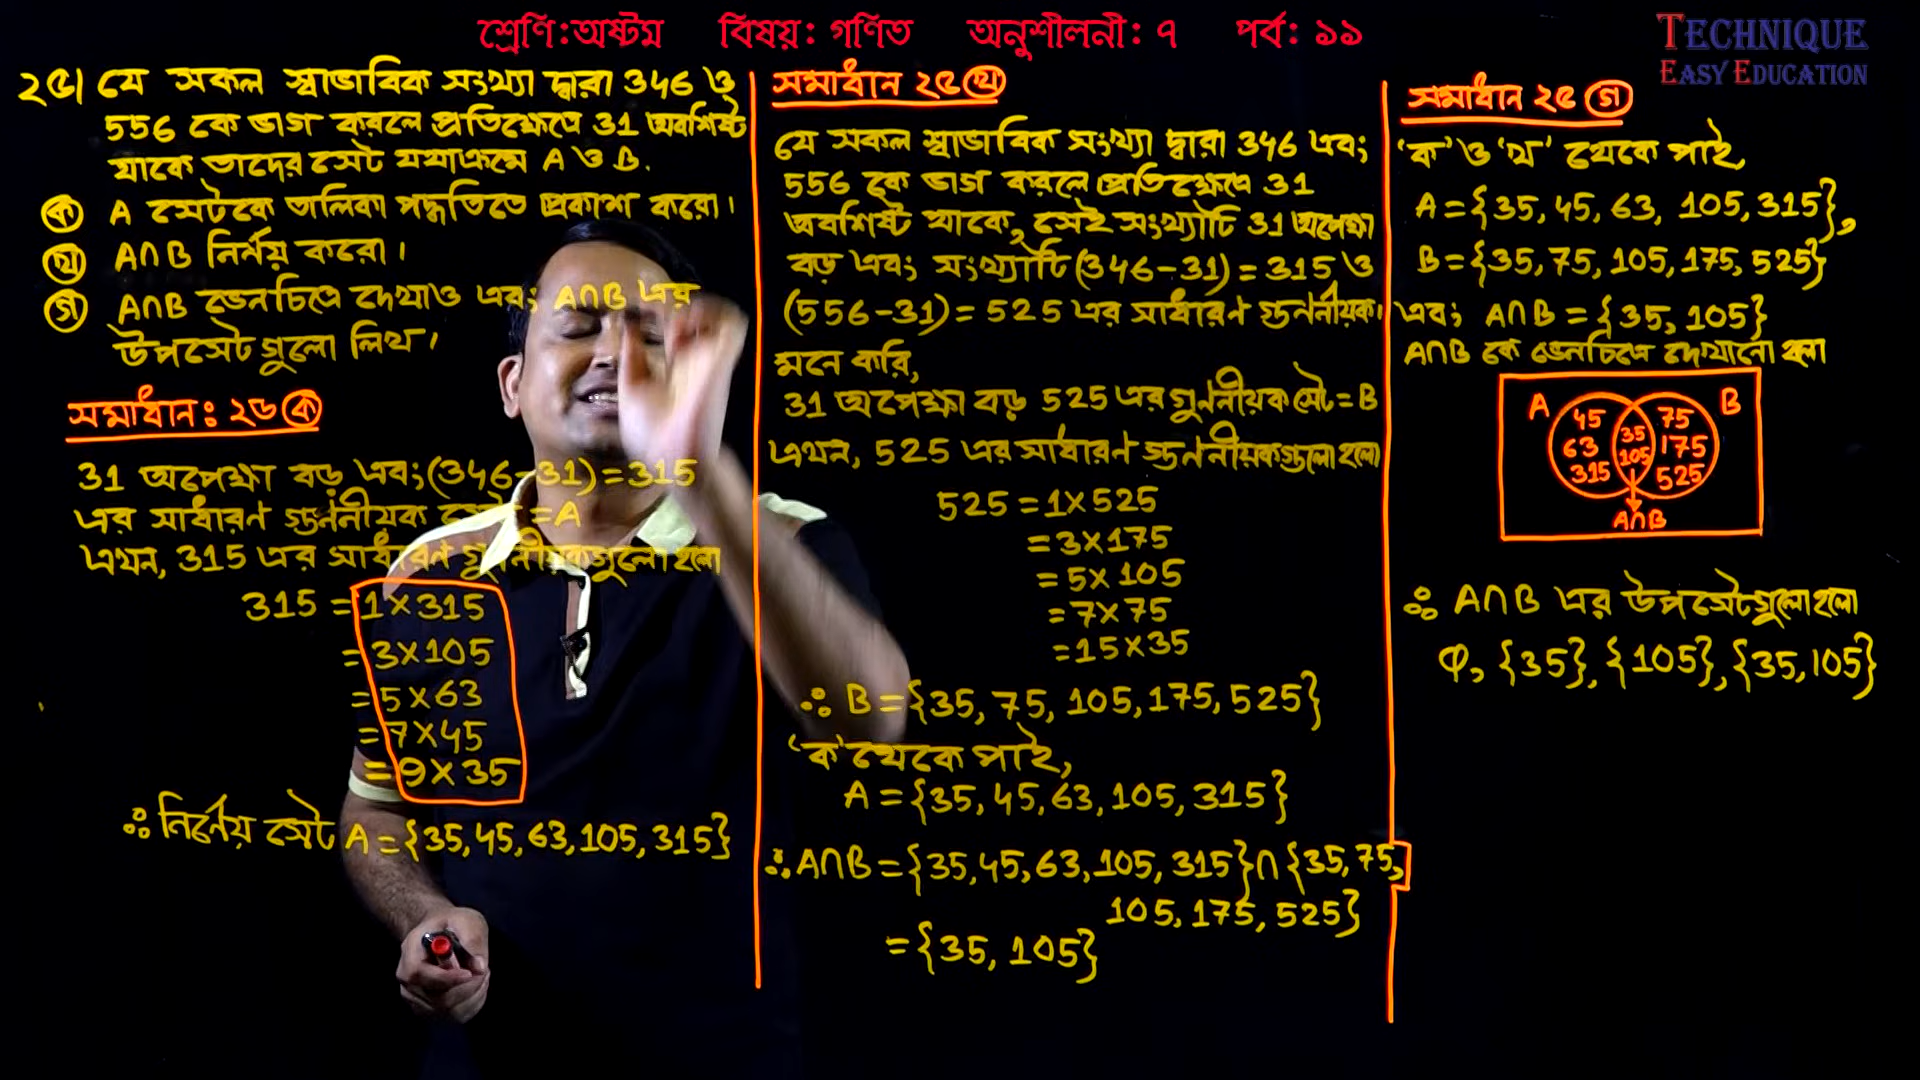 শ্রেণি:অষ্টম বিষয়: গণিত অনুশীলনী: ৭ পর্ব: ১১
TECHNIQUE
EASY EDUCATION
২৫। যে সকল স্বাভাবিক সংখ্যা দ্বারা 346 ও
556 কে ভাগ করলে প্রতিক্ষেত্রে 31 অবশিষ্ট
থাকে তাদের সেট যথাক্রমে A ও B.
ক A সেটকে তালিকা পদ্ধতিতে প্রকাশ করো।
খ A∩B নির্নয় করো।
গ A∩B ভেনচিত্রে দেখাও এবং A∩B এর
উপসেট গুলো লিখ।
সমাধান: ২৫ ক
31 অপেক্ষা বড় এবং (346-31)=315
এর সাধারণ গুননীয়ক সেট = A
এখন, 315 এর সাধারণ গুননীয়কগুলো হলো
315 = 1×315
= 3×105
= 5×63
= 7×45
= 9×35
∴ নির্নেয় সেট A = {35,45,63,105,315}
সমাধান ২৫ খ
যে সকল স্বাভাবিক সংখ্যা দ্বারা 346 এবং
556 কে ভাগ করলে প্রতিক্ষেত্রে 31
অবশিষ্ট থাকে, সেই সংখ্যাটি 31 অপেক্ষা
বড় এবং সংখ্যাটি (346-31)=315 ও
(556-31)=525 এর সাধারণ গুননীয়ক।
মনে করি,
31 অপেক্ষা বড় 525 এর গুননীয়ক সেট = B
এখন, 525 এর সাধারণ গুননীয়কগুলো হলো
525 = 1×525
= 3×175
= 5×105
= 7×75
= 15×35
∴ B = {35, 75, 105, 175, 525}
'ক' থেকে পাই,
A = {35, 45, 63, 105, 315}
∴ A∩B = {35,45,63,105,315} ∩ {35,75,
105,175,525}
= {35, 105}
সমাধান ২৫ গ
'ক' ও 'খ' থেকে পাই,
A = {35, 45, 63, 105, 315},
B = {35, 75, 105, 175, 525}
এবং A∩B = {35, 105}
A∩B কে ভেনচিত্রে দেখানো হলো
A 45 75 B
63 35 175
315 105 525
A∩B
∴ A∩B এর উপসেটগুলো হলো
φ, {35}, {105}, {35,105}